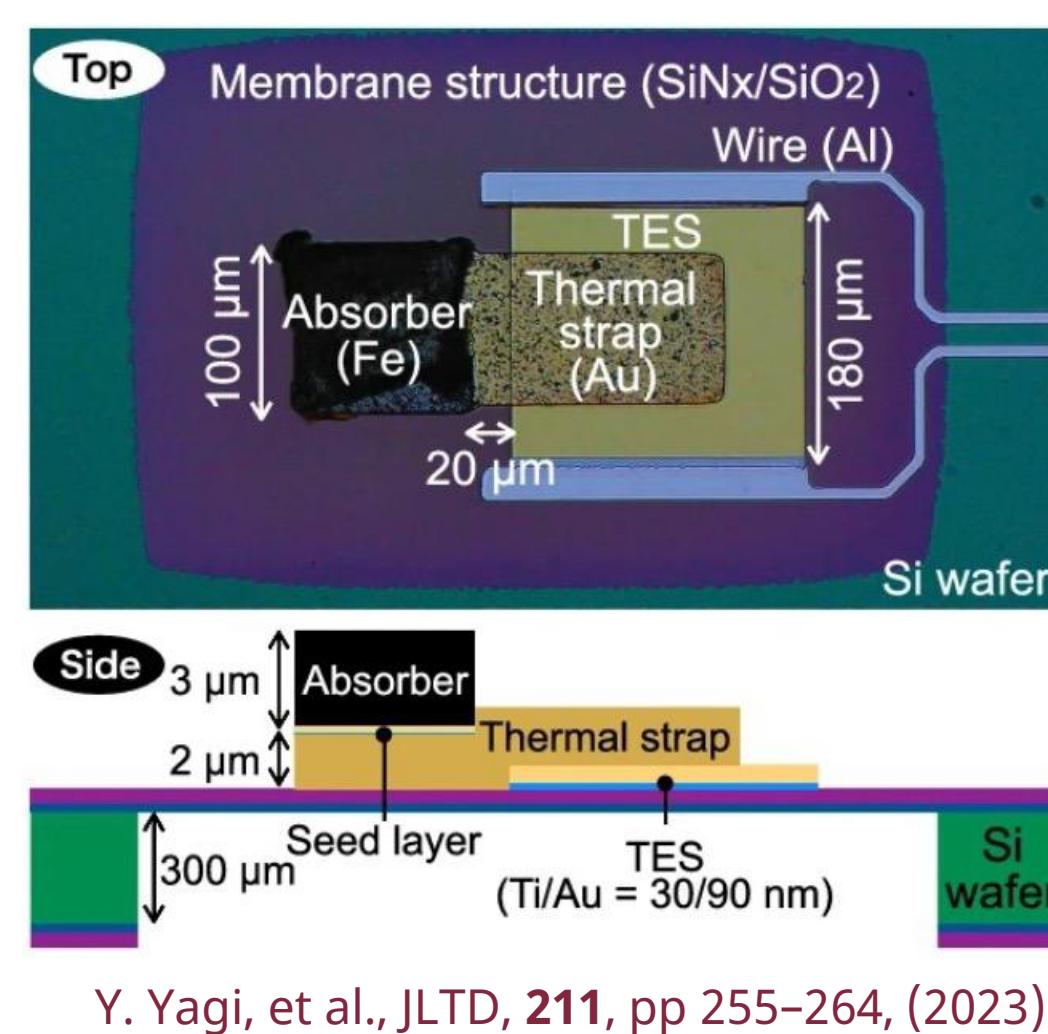 Top
Membrane structure (SiNx/SiO2)
Wire (Al)
TES
Thermal
strap
(Au)
Absorber
(Fe)
100 µm
180 µm
20 µm
Si wafer
Side
3 µm
Absorber
Thermal strap
2 µm
Seed layer
300 µm
TES
(Ti/Au = 30/90 nm)
Si
wafer
Y. Yagi, et al., JLTD, 211, pp 255–264, (2023)